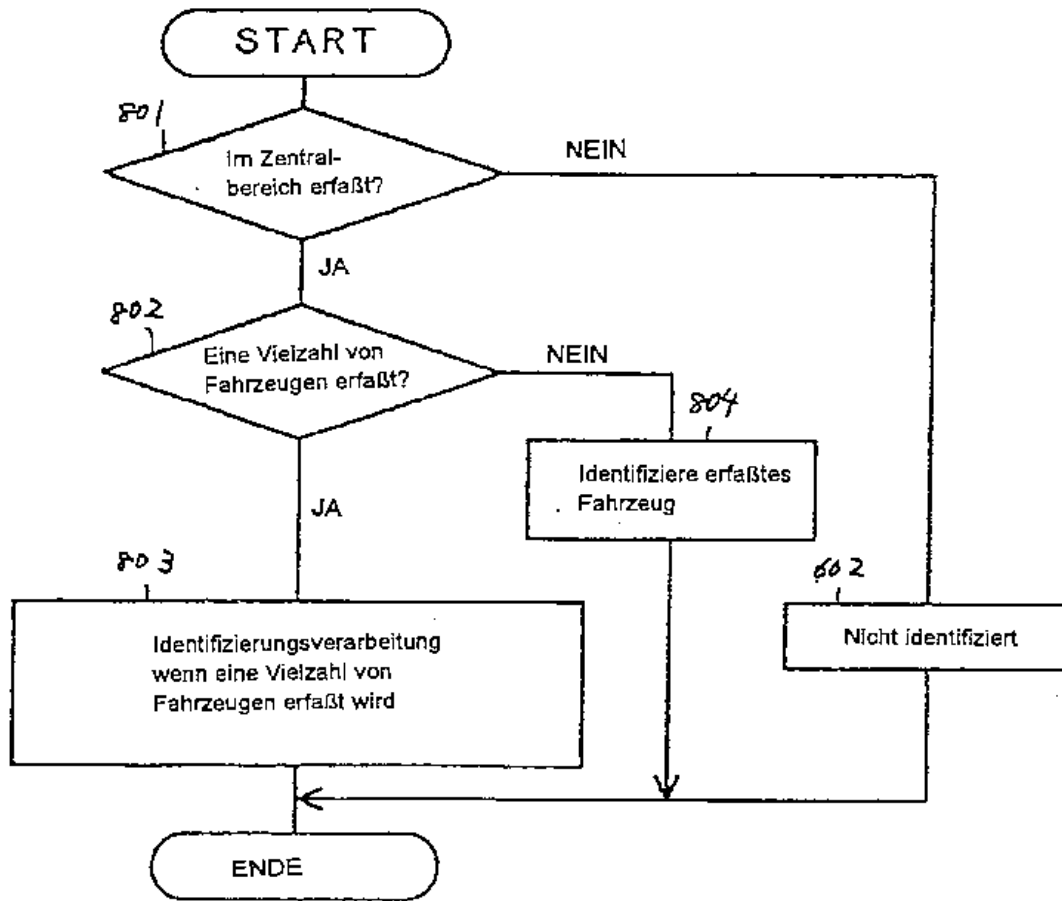 START
801
Im Zentral-
bereich erfaßt?
NEIN
JA
802
Eine Vielzahl von
Fahrzeugen erfaßt?
NEIN
804
Identifiziere erfaßtes
Fahrzeug
JA
803
602
Identifizierungsverarbeitung
wenn eine Vielzahl von
Fahrzeugen erfaßt wird
Nicht identifiziert
ENDE